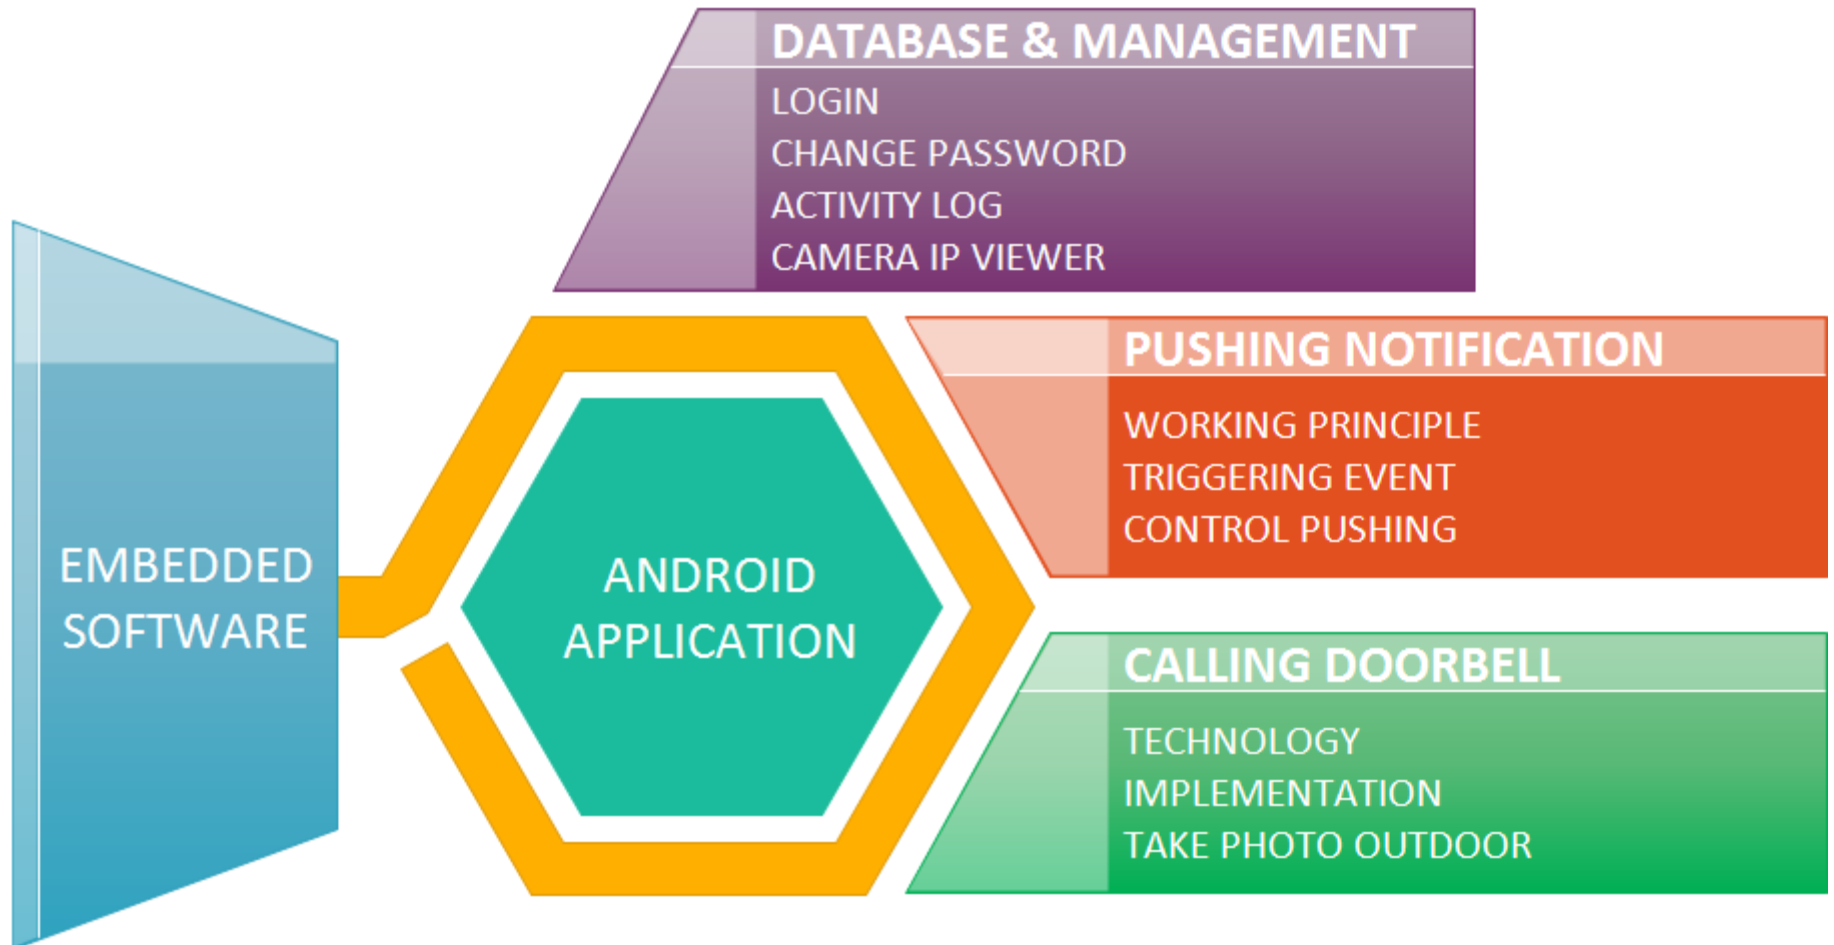 DATABASE & MANAGEMENT
LOGIN
CHANGE PASSWORD
ACTIVITY LOG
CAMERA IP VIEWER
EMBEDDED
SOFTWARE
ANDROID
APPLICATION
PUSHING NOTIFICATION
WORKING PRINCIPLE
TRIGGERING EVENT
CONTROL PUSHING
CALLING DOORBELL
TECHNOLOGY
IMPLEMENTATION
TAKE PHOTO OUTDOOR